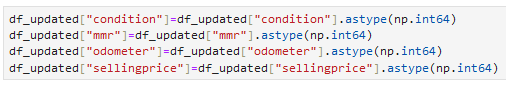 df_updated["condition"]=df_updated["condition"].astype(np.int64)
df_updated["mmr"]=df_updated["mmr"].astype(np.int64)
df_updated["odometer"]=df_updated["odometer"].astype(np.int64)
df_updated["sellingprice"]=df_updated["sellingprice"].astype(np.int64)